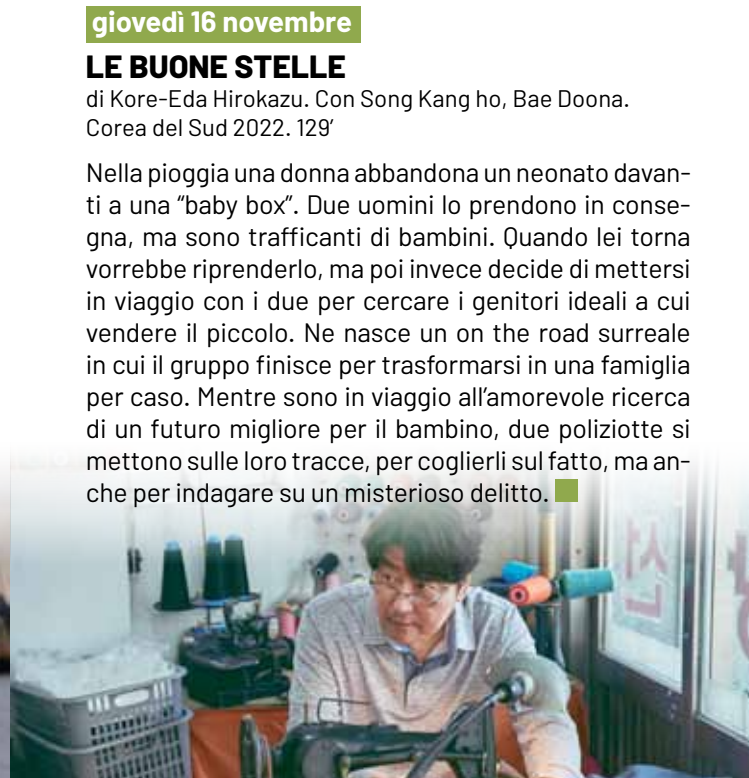 giovedì 16 novembre
LE BUONE STELLE
di Kore-Eda Hirokazu. Con Song Kang ho, Bae Doona.
Corea del Sud 2022. 129’
Nella pioggia una donna abbandona un neonato davan-
ti a una “baby box”. Due uomini lo prendono in conse-
gna, ma sono trafficanti di bambini. Quando lei torna
vorrebbe riprenderlo, ma poi invece decide di mettersi
in viaggio con i due per cercare i genitori ideali a cui
vendere il piccolo. Ne nasce un on the road surreale
in cui il gruppo finisce per trasformarsi in una famiglia
per caso. Mentre sono in viaggio all’amorevole ricerca
di un futuro migliore per il bambino, due poliziotte si
mettono sulle loro tracce, per coglierli sul fatto, ma an-
che per indagare su un misterioso delitto.